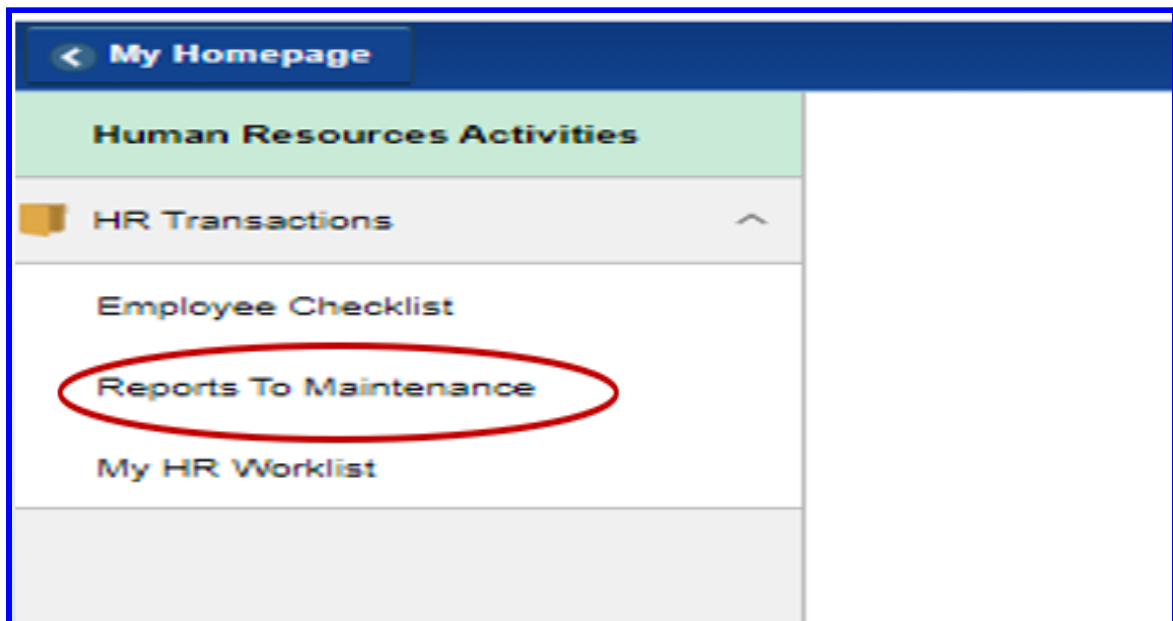 My Homepage
Human Resources Activities
HR Transactions
Employee Checklist
Reports To Maintenance
My HR Worklist